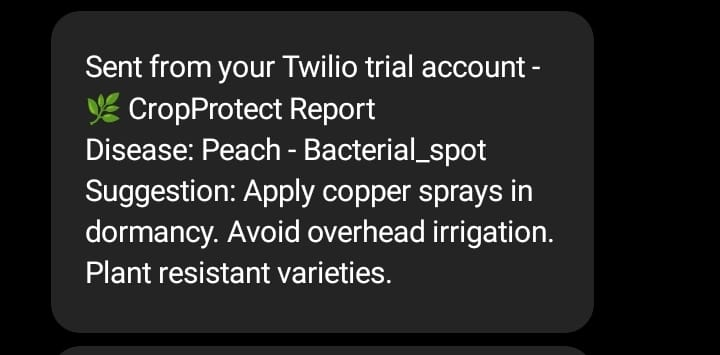 Sent from your Twilio trial account -
🌿 CropProtect Report
Disease: Peach - Bacterial_spot
Suggestion: Apply copper sprays in
dormancy. Avoid overhead irrigation.
Plant resistant varieties.